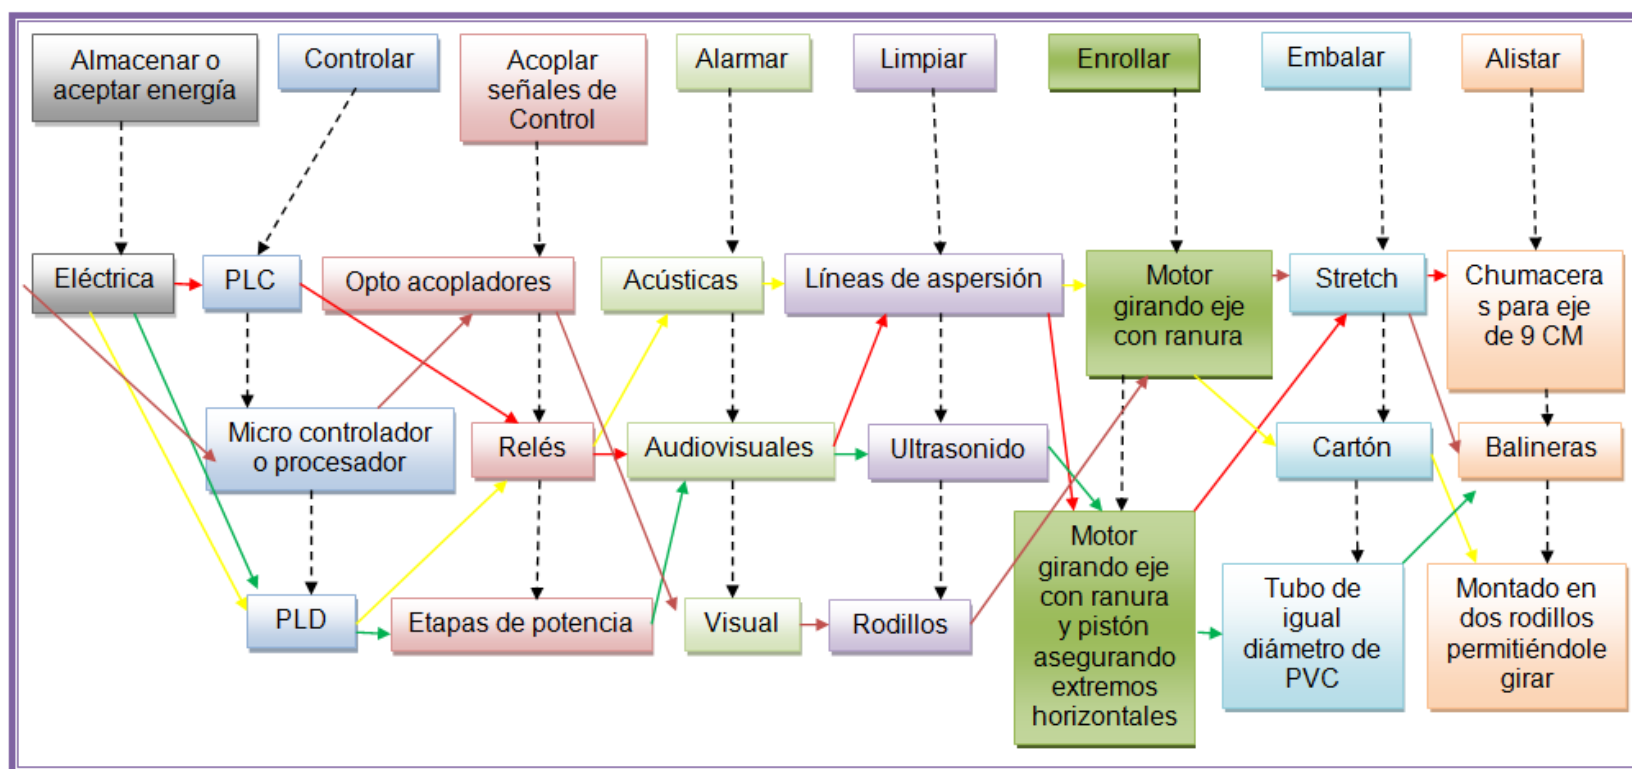 Almacenar o
aceptar energía
Controlar
Acoplar
señales de
Control
Alarmar
Limpiar
Enrollar
Embalar
Alistar
Eléctrica
PLC
Opto acopladores
Acústicas
Líneas de aspersión
Motor
girando eje
con ranura
Stretch
Chumacera
s para eje
de 9 CM
Micro controlador
o procesador
Relés
Audiovisuales
Ultrasonido
Cartón
Balineras
PLD
Etapas de potencia
Visual
Rodillos
Motor
girando eje
con ranura
y pistón
asegurando
extremos
horizontales
Tubo de
igual
diámetro de
PVC
Montado en
dos rodillos
permitiéndole
girar